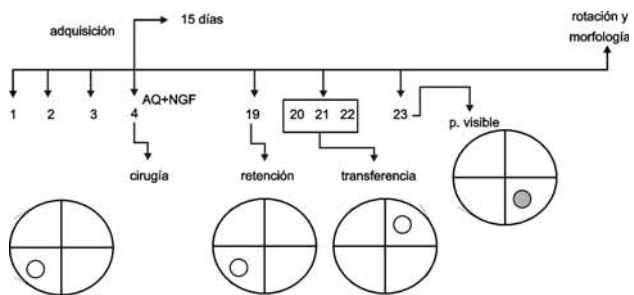 adquisición
15 días
rotación y
morfología
1 2 3 4 AQ+NGF 19 20 21 22 23
p. visible
cirugía retención transferencia